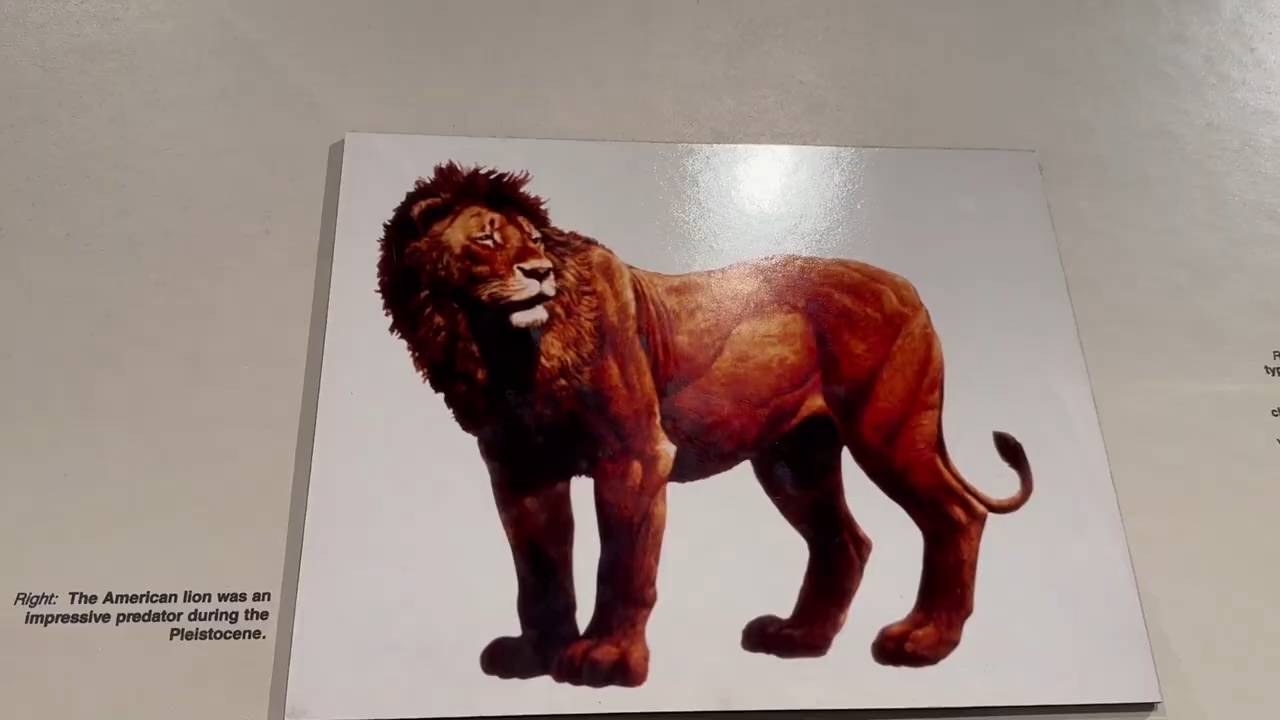 Right: The American lion was an
impressive predator during the
Pleistocene.